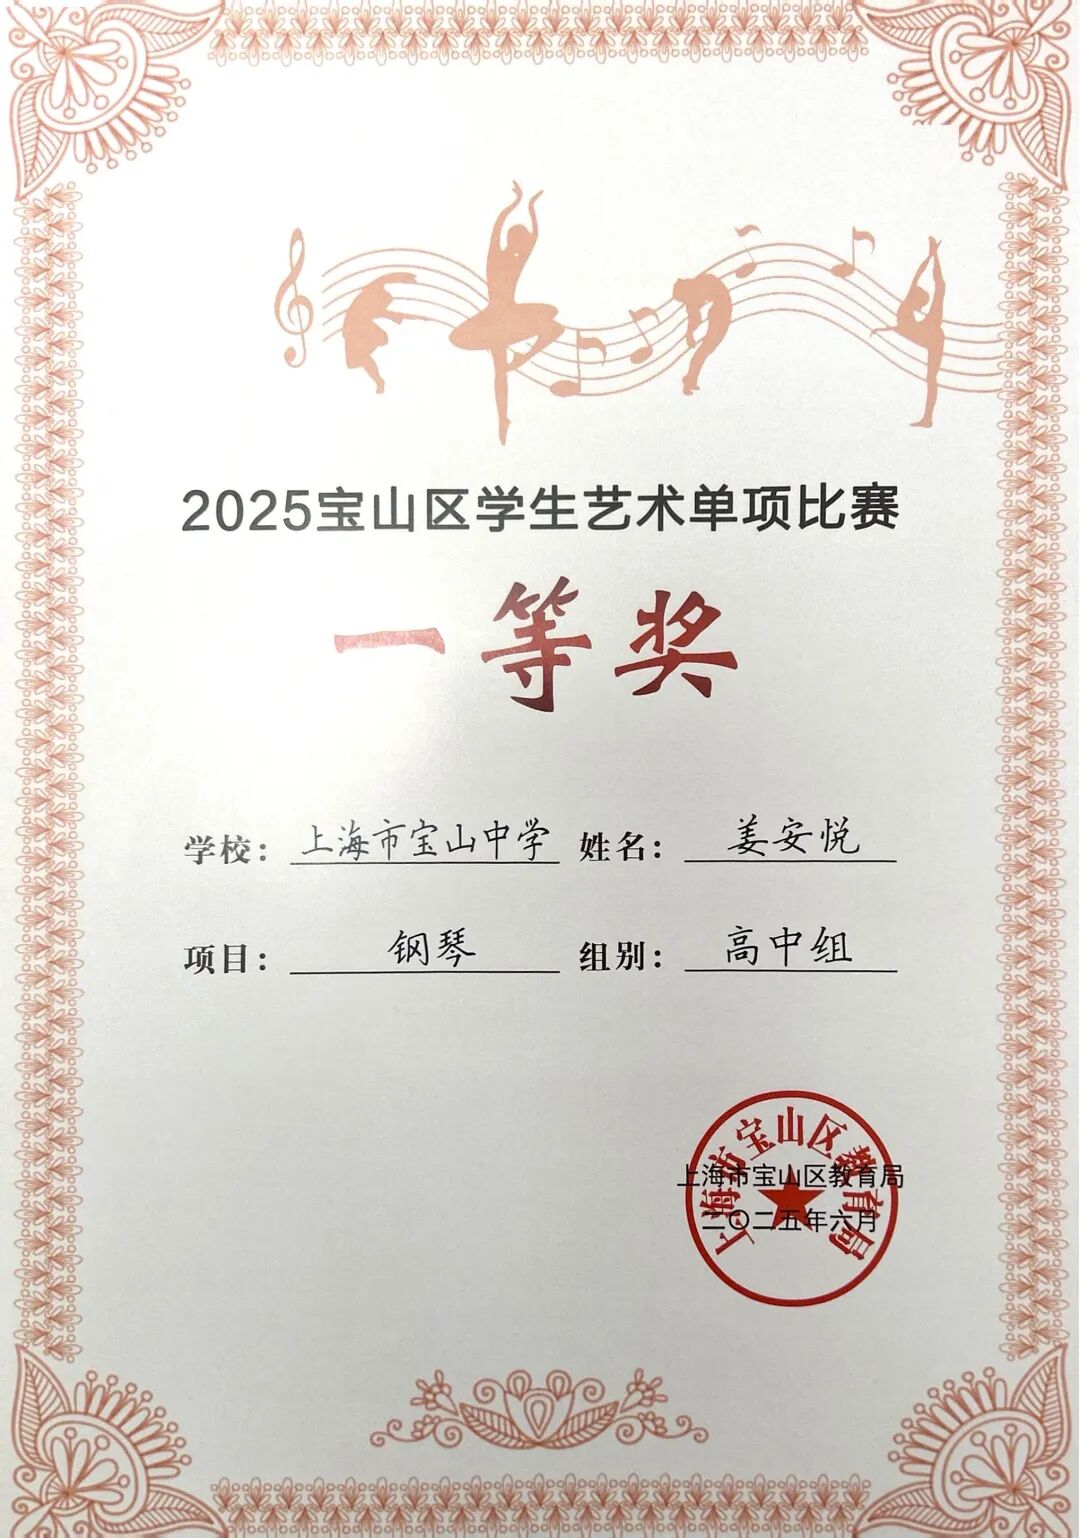 2025宝山区学生艺术单项比赛
一等奖
学校：上海市宝山中学 姓名：姜安悦
项目：钢琴 组别：高中组
上海市宝山区教育局
上海市宝山区教育局
二〇二五年六月